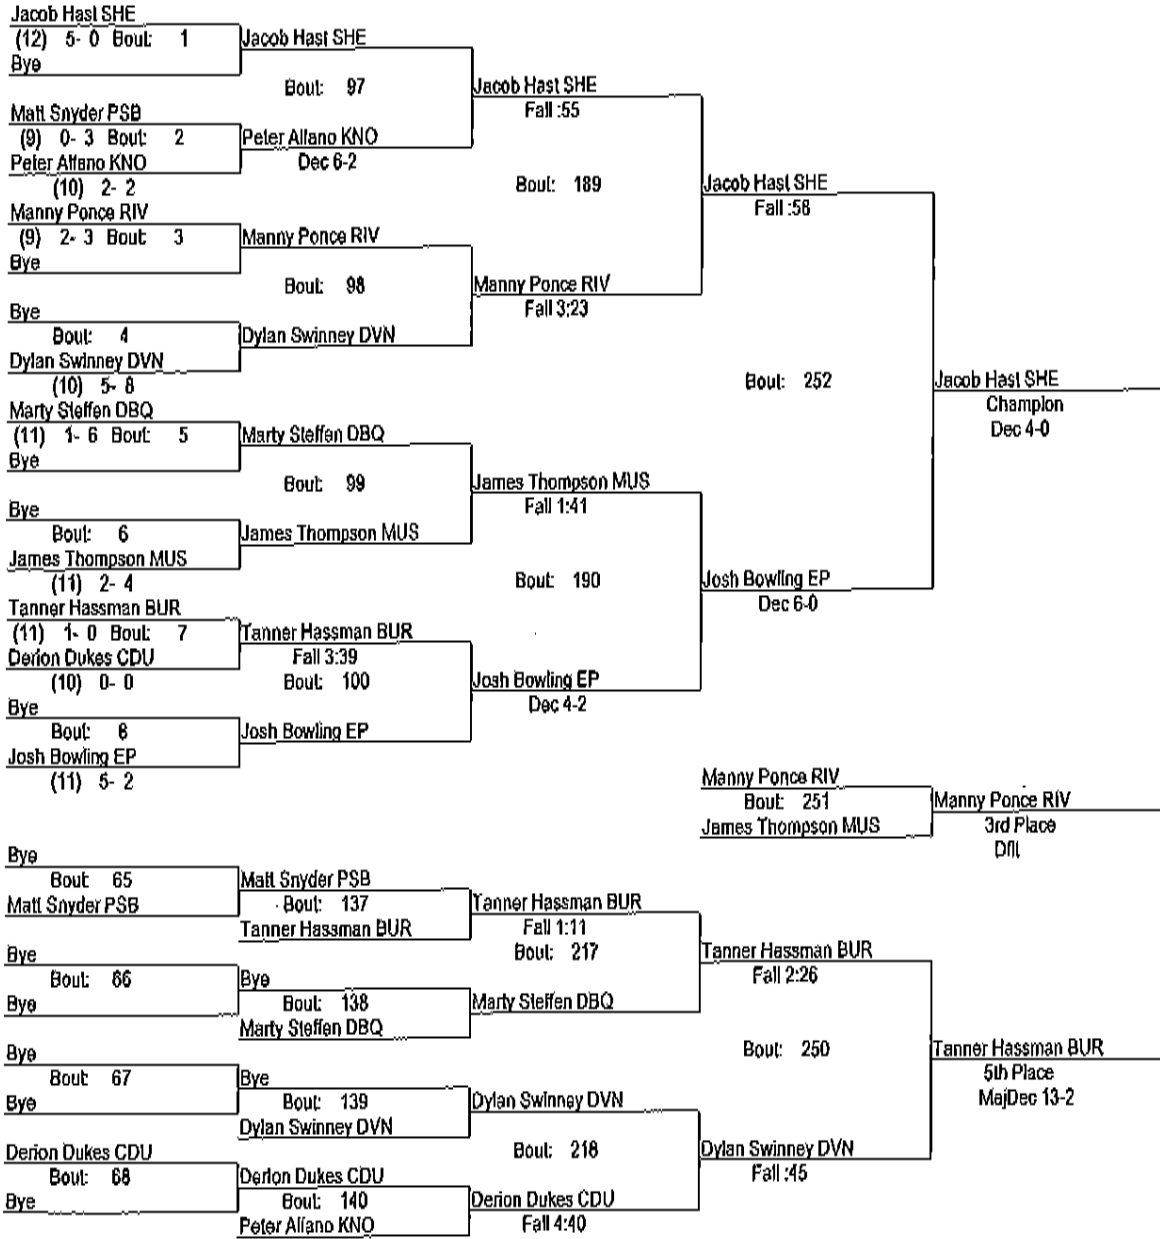 Jacob Hast SHE
(12) 5- 0 Bout: 1
Bye
Jacob Hast SHE
Bout: 97
Matt Snyder PSB
(9) 0- 3 Bout: 2
Peter Alfano KNO
(10) 2- 2
Peter Alfano KNO
Dec 6-2
Jacob Hast SHE
Fall :55
Bout: 189
Manny Ponce RIV
(9) 2- 3 Bout: 3
Bye
Manny Ponce RIV
Bout: 98
Bye
Bout: 4
Dylan Swinney DVN
(10) 5- 8
Dylan Swinney DVN
Manny Ponce RIV
Fall 3:23
Jacob Hast SHE
Fall :58
Bout: 252
Marty Steffen DBQ
(11) 1- 6 Bout: 5
Bye
Marty Steffen DBQ
Bout: 99
Bye
Bout: 6
James Thompson MUS
(11) 2- 4
James Thompson MUS
James Thompson MUS
Fall 1:41
Bout: 190
Tanner Hassman BUR
(11) 1- 0 Bout: 7
Derion Dukes CDU
(10) 0- 0
Tanner Hassman BUR
Fall 3:39
Bout: 100
Bye
Bout: 8
Josh Bowling EP
(11) 5- 2
Josh Bowling EP
Josh Bowling EP
Dec 4-2
Josh Bowling EP
Dec 6-0
Jacob Hast SHE
Champion
Dec 4-0
Manny Ponce RIV
Bout: 251
James Thompson MUS
Manny Ponce RIV
3rd Place
Dflt
Bye
Bout: 65
Matt Snyder PSB
Matt Snyder PSB
Bout: 137
Tanner Hassman BUR
Tanner Hassman BUR
Fall 1:11
Bout: 217
Bye
Bout: 66
Bye
Bye
Bout: 138
Marty Steffen DBQ
Marty Steffen DBQ
Tanner Hassman BUR
Fall 2:26
Bout: 250
Bye
Bout: 67
Bye
Bye
Bout: 139
Dylan Swinney DVN
Dylan Swinney DVN
Bout: 218
Derion Dukes CDU
Bout: 68
Bye
Derion Dukes CDU
Bout: 140
Peter Alfano KNO
Derion Dukes CDU
Fall 4:40
Dylan Swinney DVN
Fall :45
Tanner Hassman BUR
5th Place
MajDec 13-2